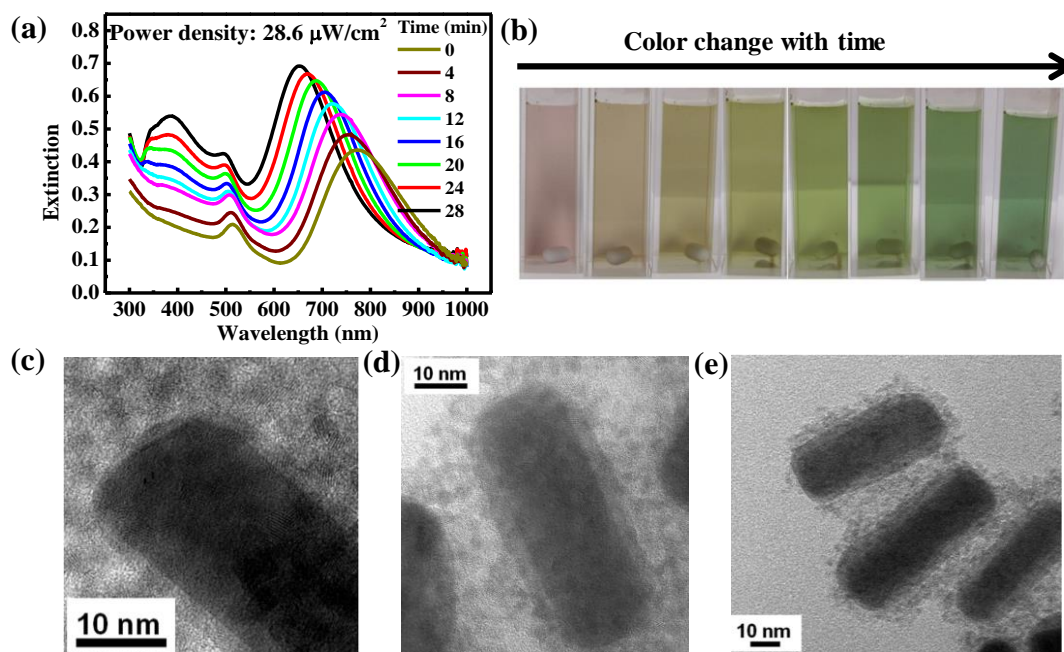 (a)
Power density: 28.6 μW/cm²
Time (min)
0
4
8
12
16
20
24
28
0.8
0.7
0.6
0.5
0.4
0.3
0.2
0.1
0.0
Extinction
300 400 500 600 700 800 900 1000
Wavelength (nm)
(b)
Color change with time
(c)
10 nm
(d)
10 nm
(e)
10 nm